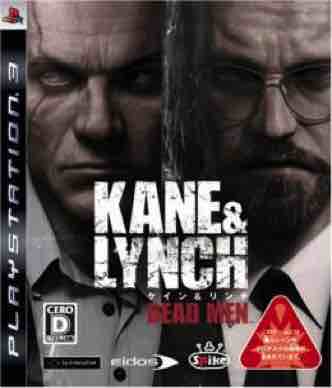 PLAYSTATION 3
KANE&
LYNCH
ケイン & リンチ
DEAD MEN
CERO
D
eidos
Spike